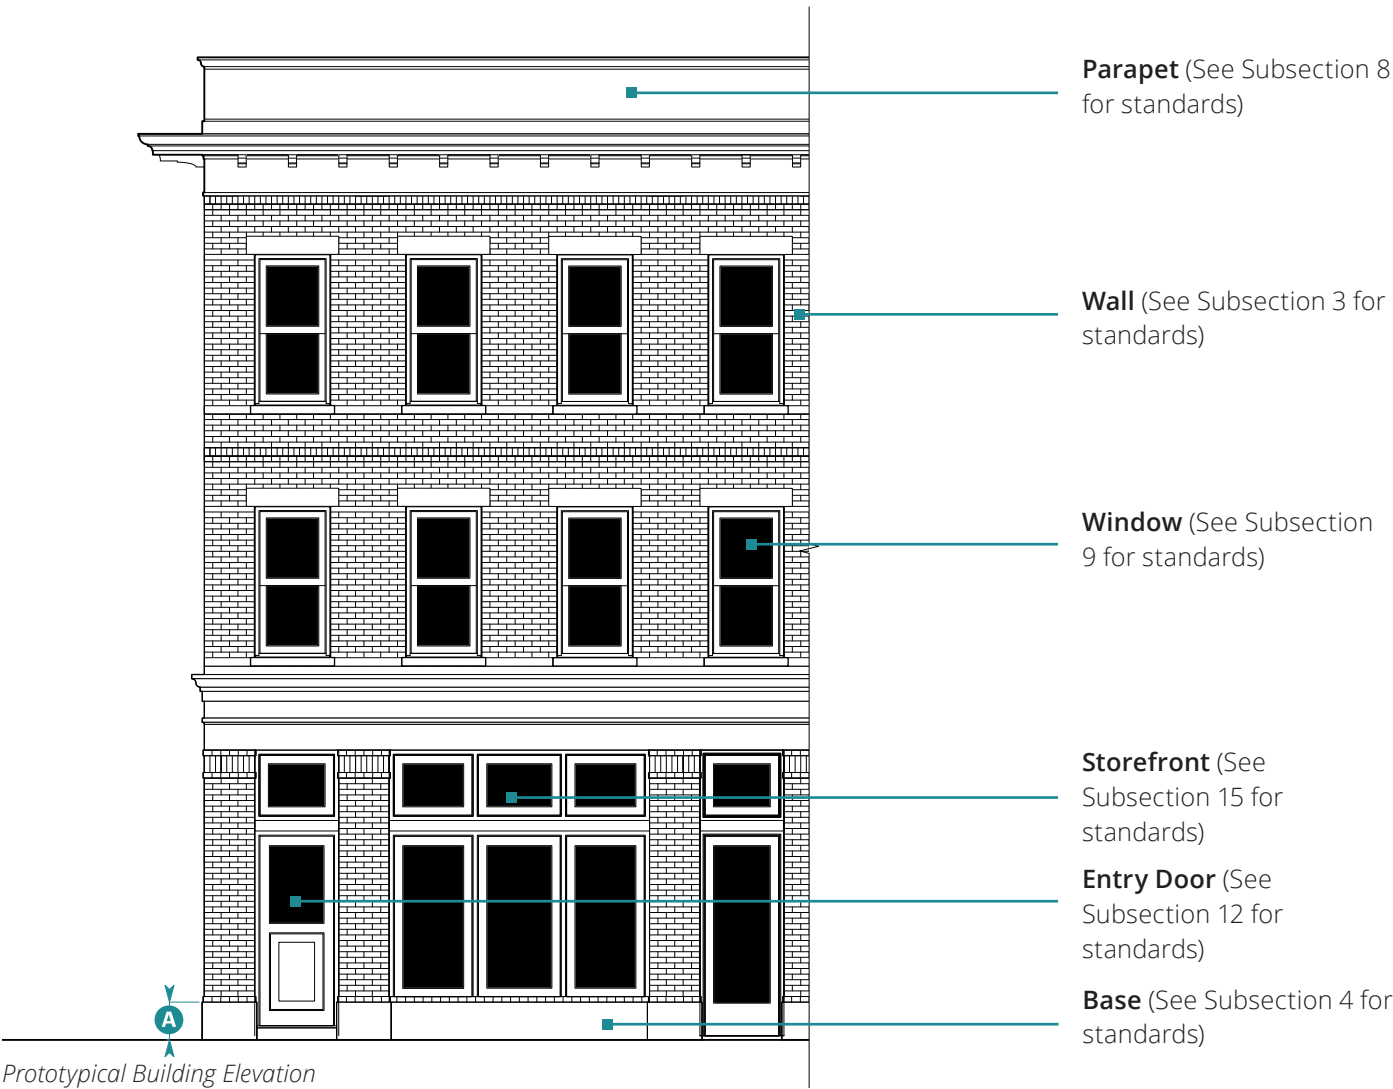 Parapet (See Subsection 8
for standards)
Wall (See Subsection 3 for
standards)
Window (See Subsection
9 for standards)
Storefront (See
Subsection 15 for
standards)
Entry Door (See
Subsection 12 for
standards)
Base (See Subsection 4 for
standards)
A
Prototypical Building Elevation